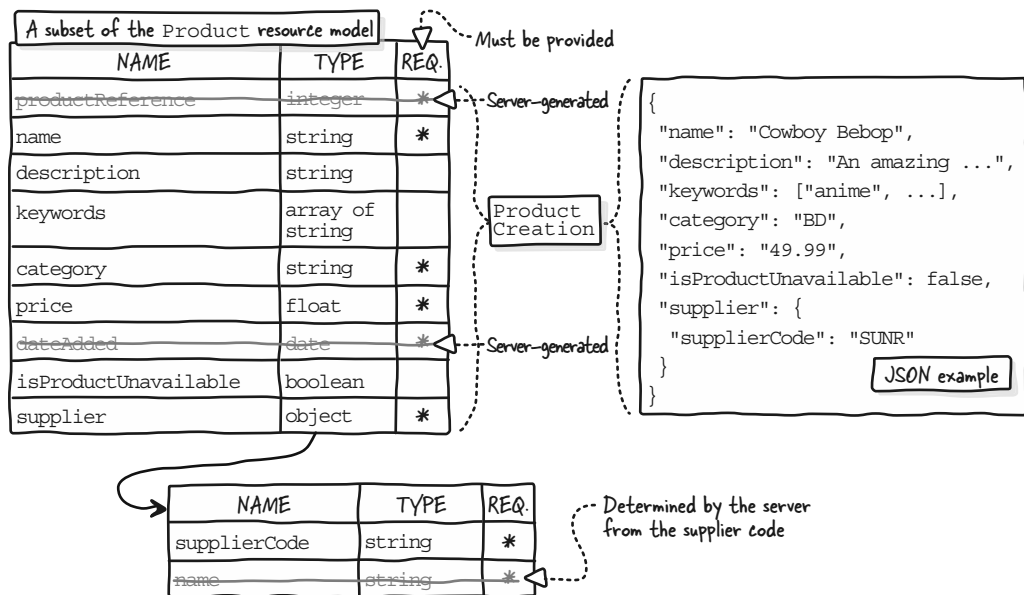 A subset of the Product resource model
Must be provided
NAME TYPE REQ.
productReference integer *
Server-generated
name string *
description string
keywords array of
string
category string *
price float *
dateAdded date *
Server-generated
isProductUnavailable boolean
supplier object *
Product
Creation
{
"name": "Cowboy Bebop",
"description": "An amazing ...",
"keywords": ["anime", ...],
"category": "BD",
"price": "49.99",
"isProductUnavailable": false,
"supplier": {
"supplierCode": "SUNR"
}
}
JSON example
NAME TYPE REQ.
supplierCode string *
name string *
Determined by the server
from the supplier code